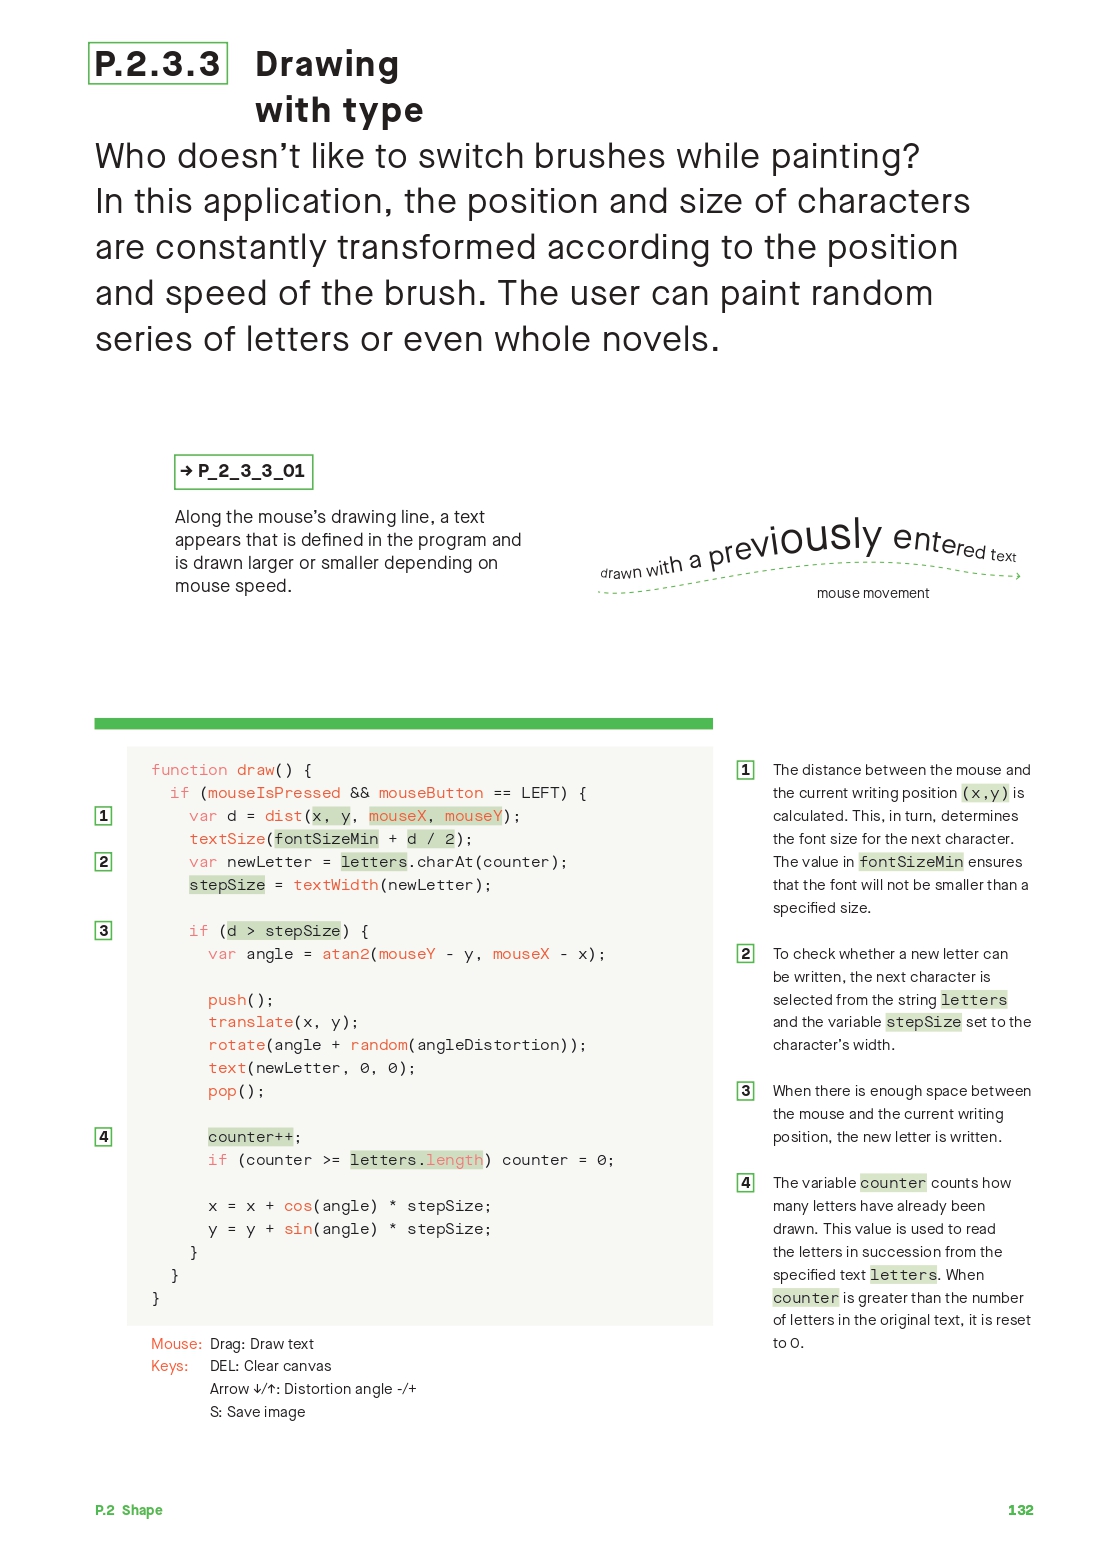 P.2.3.3 Drawing
with type
Who doesn’t like to switch brushes while painting?
In this application, the position and size of characters
are constantly transformed according to the position
and speed of the brush. The user can paint random
series of letters or even whole novels.
→ P_2_3_3_01
Along the mouse’s drawing line, a text
appears that is defined in the program and
is drawn larger or smaller depending on
mouse speed.
drawn with a previously entered text
mouse movement
function draw() {
  if (mouseIsPressed && mouseButton == LEFT) {
1     var d = dist(x, y, mouseX, mouseY);
    textSize(fontSizeMin + d / 2);
2     var newLetter = letters.charAt(counter);
    stepSize = textWidth(newLetter);
3     if (d > stepSize) {
      var angle = atan2(mouseY - y, mouseX - x);
      push();
      translate(x, y);
      rotate(angle + random(angleDistortion));
      text(newLetter, 0, 0);
      pop();
4       counter++;
      if (counter >= letters.length) counter = 0;
      x = x + cos(angle) * stepSize;
      y = y + sin(angle) * stepSize;
    }
  }
}
Mouse: Drag: Draw text
Keys: DEL: Clear canvas
Arrow ↓/↑: Distortion angle -/+
S: Save image
1 The distance between the mouse and
the current writing position (x,y) is
calculated. This, in turn, determines
the font size for the next character.
The value in fontSizeMin ensures
that the font will not be smaller than a
specified size.
2 To check whether a new letter can
be written, the next character is
selected from the string letters
and the variable stepSize set to the
character’s width.
3 When there is enough space between
the mouse and the current writing
position, the new letter is written.
4 The variable counter counts how
many letters have already been
drawn. This value is used to read
the letters in succession from the
specified text letters. When
counter is greater than the number
of letters in the original text, it is reset
to 0.
P.2 Shape
132